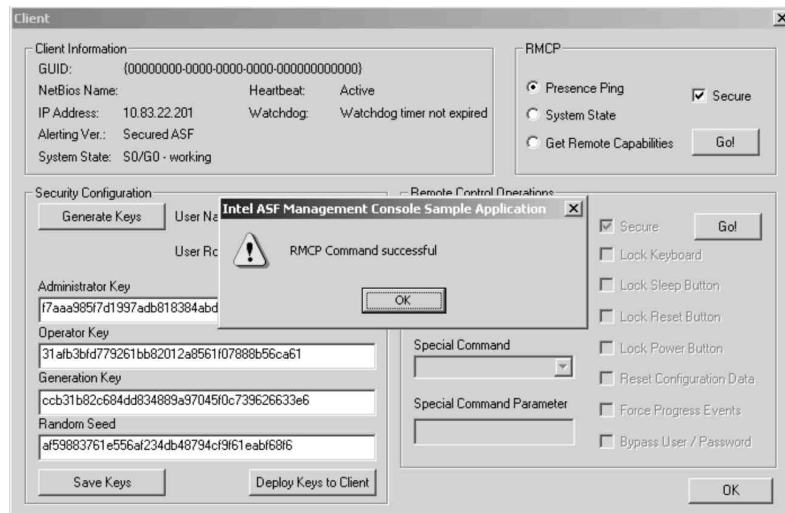 Client
Client Information
GUID: {00000000-0000-0000-0000-000000000000}
NetBios Name: Heartbeat: Active
IP Address: 10.83.22.201 Watchdog: Watchdog timer not expired
Alerting Ver.: Secured ASF
System State: S0/G0 - working
RMCP
Presence Ping
Secure
System State
Get Remote Capabilities
Go!
Security Configuration
Generate Keys
User Na
User Ro
Administrator Key
f7aaa985f7d1997adb818384abd
Operator Key
31afb3bfd779261bb82012a8561f07888b56ca61
Generation Key
ccb31b82c684dd834889a97045f0c739626633e6
Random Seed
af59883761e556af234db48794cf9f61eabf68f6
Save Keys
Deploy Keys to Client
Intel ASF Management Console Sample Application
RMCP Command successful
OK
Remote Control Operations
Secure
Go!
Lock Keyboard
Lock Sleep Button
Lock Reset Button
Special Command
Lock Power Button
Reset Configuration Data
Special Command Parameter
Force Progress Events
Bypass User / Password
OK